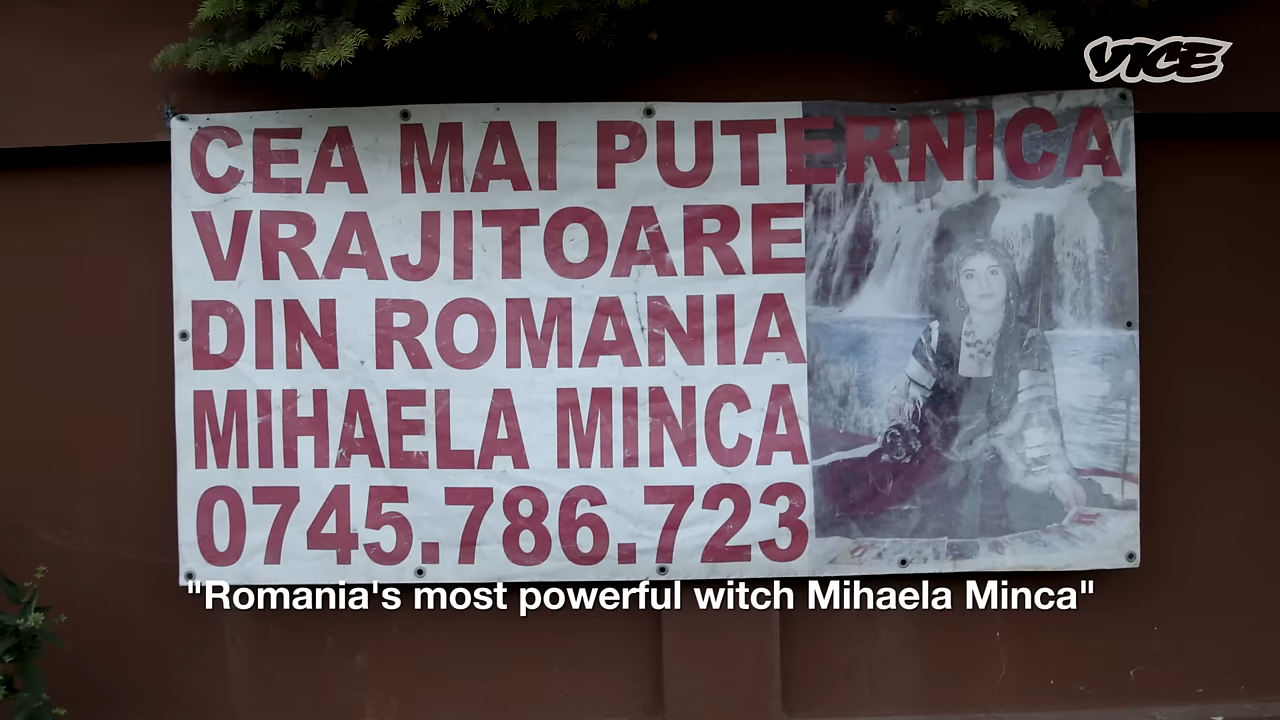 VICE
CEA MAI PUTERNICA
VRAJITOARE
DIN ROMANIA
MIHAELA MINCA
0745.786.723
"Romania's most powerful witch Mihaela Minca"